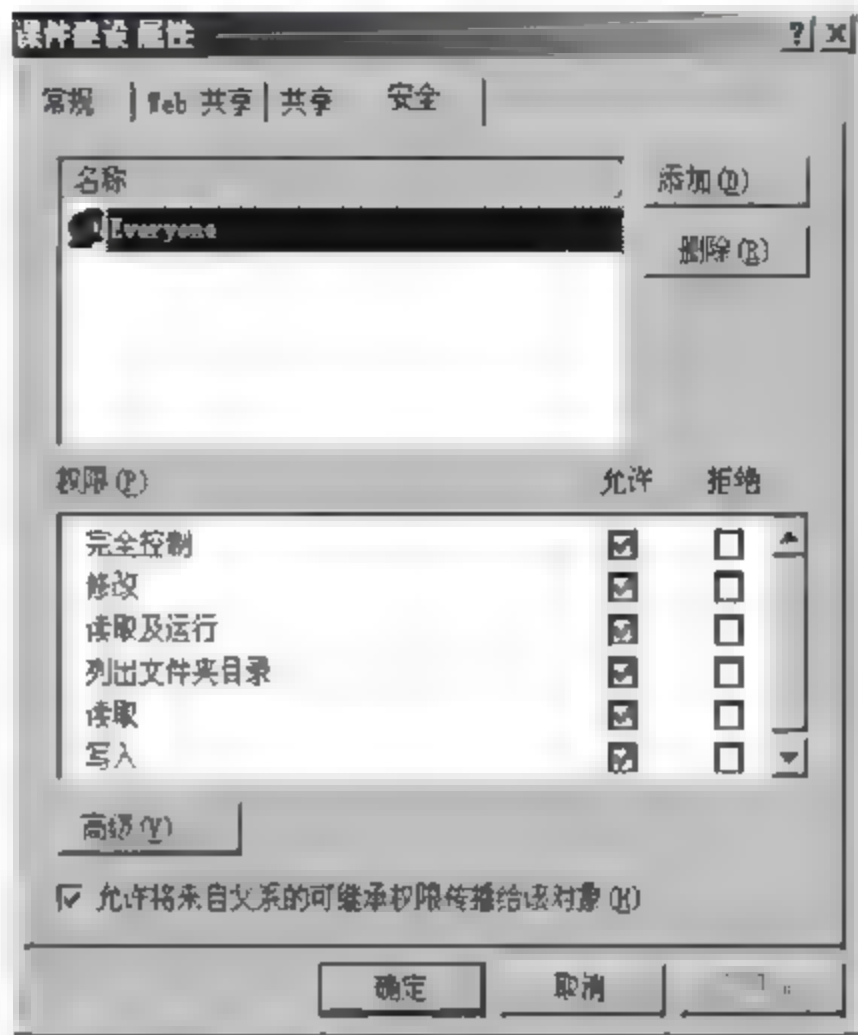 课件建设 属性
常规 Web 共享 共享 安全
名称
添加(D)
Everyone
删除(R)
权限(P) 允许 拒绝
完全控制
修改
读取及运行
列出文件夹目录
读取
写入
高级(V)
允许将来自父系的可继承权限传播给该对象(H)
确定 取消